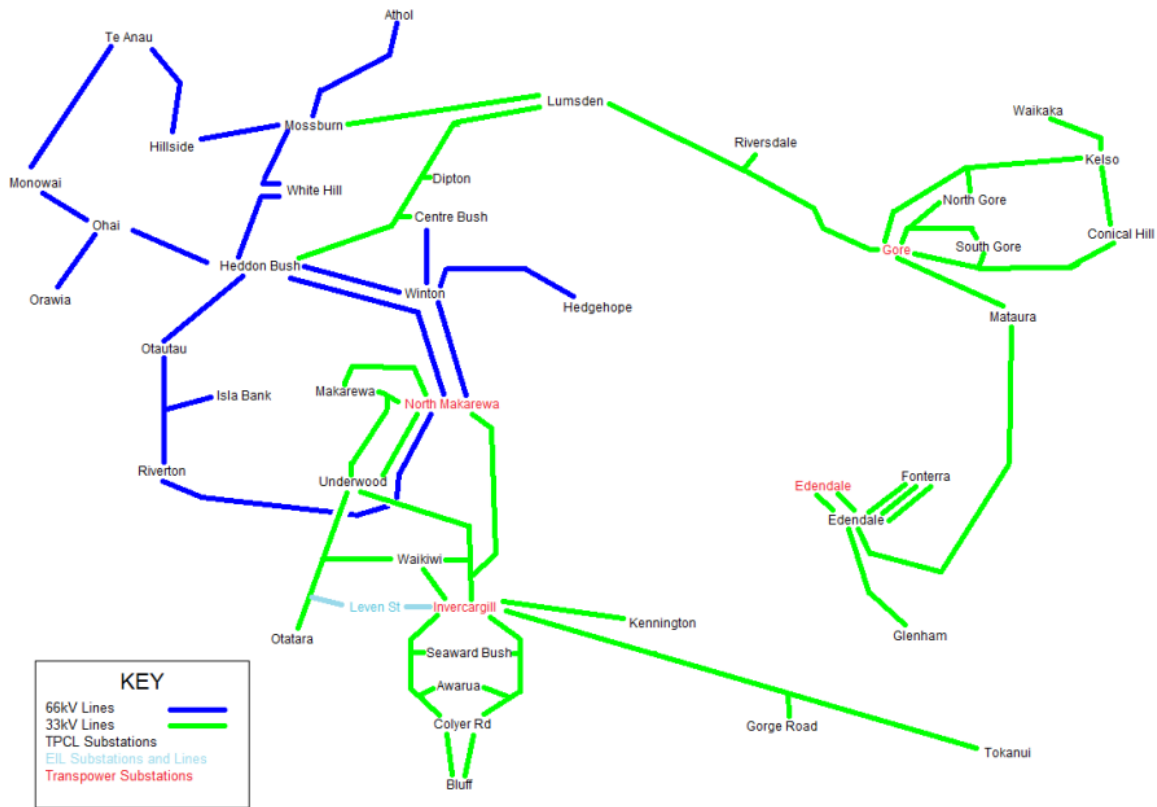 Athol
Te Anau
Lumsden
Mossburn
Waikaka
Riversdale
Hillside
Kelso
Monowai
Dipton
White Hill
North Gore
Centre Bush
Ohai
Conical Hill
South Gore
Gore
Heddon Bush
Orawia
Winton
Hedgehope
Mataura
Otautau
Makarewa
Isla Bank
North Makarewa
Riverton
Underwood
Fonterra
Edendale
Edendale
Waikiwi
Leven St
Invercargill
Kennington
Otatara
Glenham
Seaward Bush
KEY
Awarua
66kV Lines
33kV Lines
Colyer Rd
Gorge Road
TPCL Substations
Tokanui
EIL Substations and Lines
Transpower Substations
Bluff